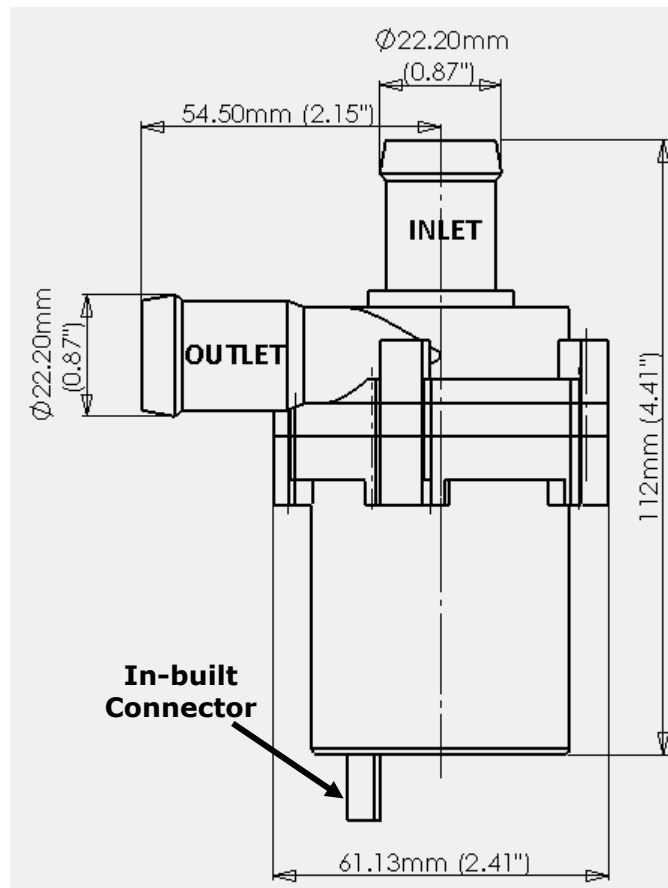 Ø22.20mm
(0.87")
54.50mm (2.15")
INLET
Ø22.20mm
(0.87")
OUTLET
112mm (4.41")
In-built
Connector
61.13mm (2.41")